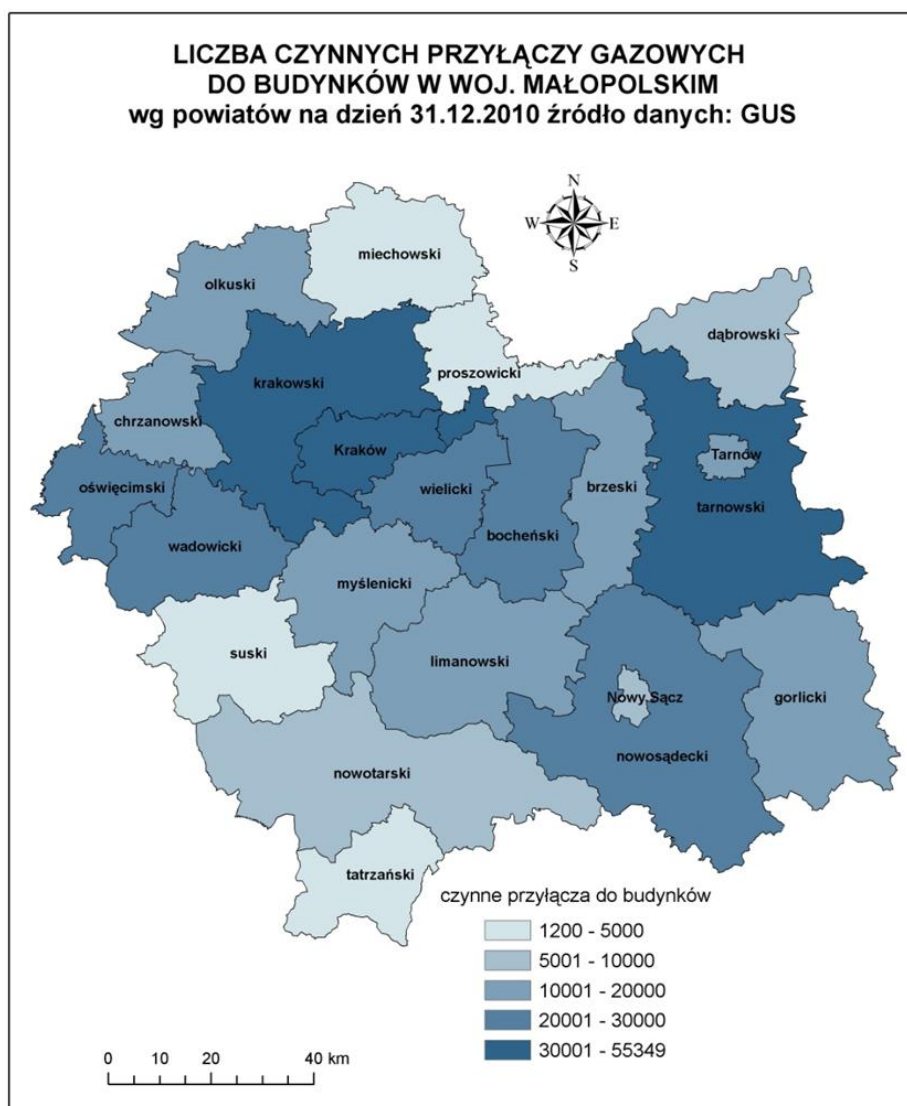 LICZBA CZYNNYCH PRZYŁĄCZY GAZOWYCH
DO BUDYNKÓW W WOJ. MAŁOPOLSKIM
wg powiatów na dzień 31.12.2010 źródło danych: GUS
N
W E
S
miechowski
olkuski
dąbrowski
proszowicki
krakowski
chrzanowski
Kraków
Tarnów
oświęcimski
wielicki
brzeski
tarnowski
wadowicki
bocheński
myślenicki
suski
limanowski
Nowy Sącz
gorlicki
nowosądecki
nowotarski
tatrzański
czynne przyłącza do budynków
1200 - 5000
5001 - 10000
10001 - 20000
20001 - 30000
30001 - 55349
0 10 20 40 km